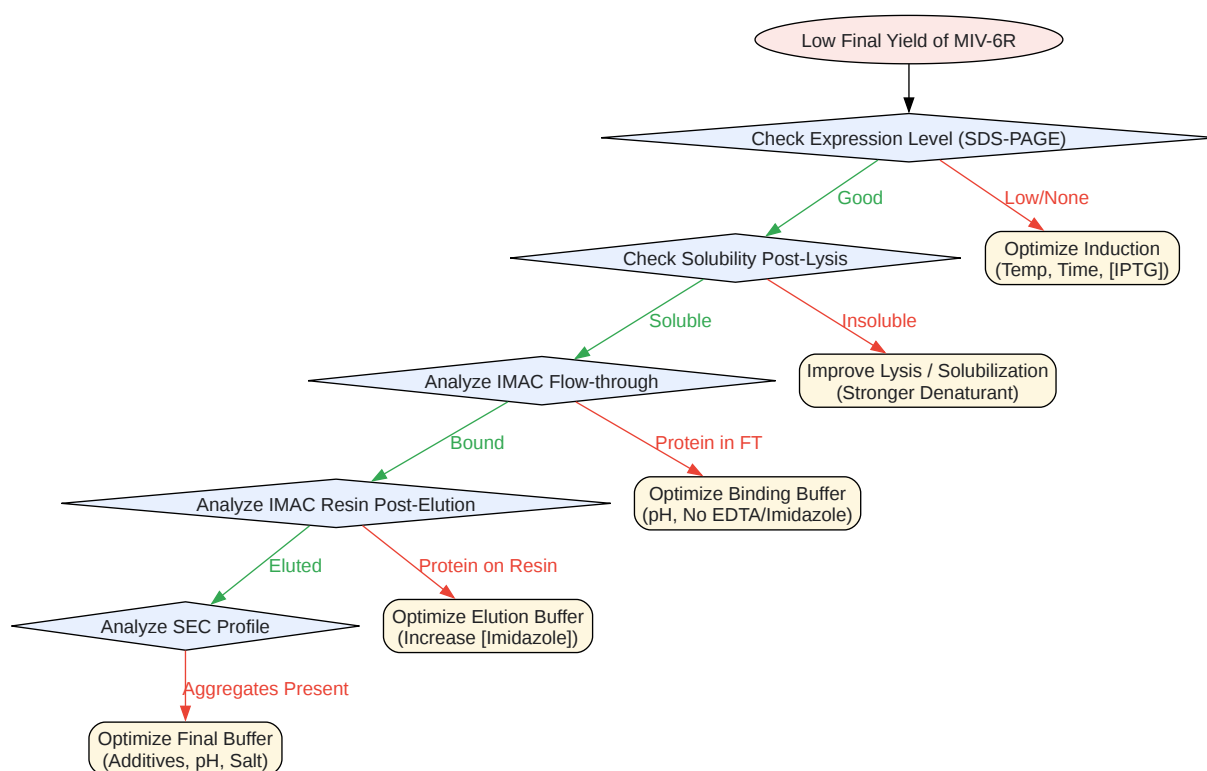 Low Final Yield of MIV-6R
Check Expression Level (SDS-PAGE)
Good
Low/None
Check Solubility Post-Lysis
Optimize Induction
(Temp, Time, [IPTG])
Soluble
Insoluble
Analyze IMAC Flow-through
Improve Lysis / Solubilization
(Stronger Denaturant)
Bound
Protein in FT
Analyze IMAC Resin Post-Elution
Optimize Binding Buffer
(pH, No EDTA/Imidazole)
Eluted
Protein on Resin
Analyze SEC Profile
Optimize Elution Buffer
(Increase [Imidazole])
Aggregates Present
Optimize Final Buffer
(Additives, pH, Salt)